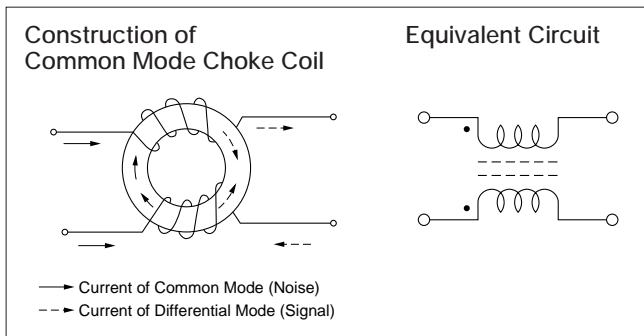 Construction of
Common Mode Choke Coil
Equivalent Circuit
Current of Common Mode (Noise)
Current of Differential Mode (Signal)